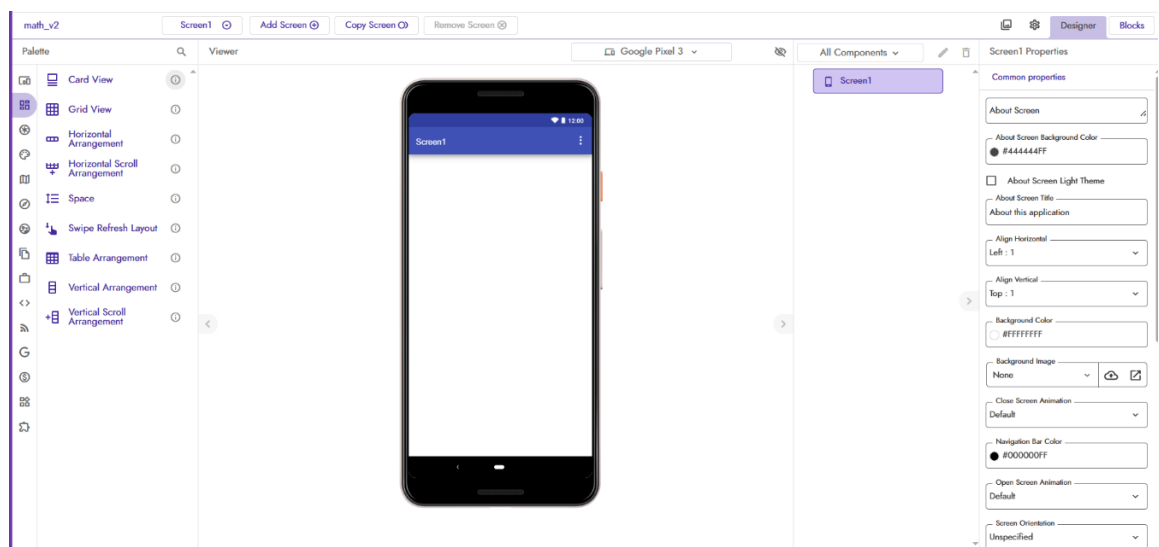 math_v2
Screen1
Add Screen
Copy Screen
Remove Screen
Designer
Blocks
Palette
Viewer
Google Pixel 3
All Components
Screen1 Properties
Card View
Grid View
Horizontal
Arrangement
Horizontal Scroll
Arrangement
Space
Swipe Refresh Layout
Table Arrangement
Vertical Arrangement
Vertical Scroll
Arrangement
12:00
Screen1
Screen1
Common properties
About Screen
About Screen Background Color
#444444FF
About Screen Light Theme
About Screen Title
About this application
Align Horizontal
Left : 1
Align Vertical
Top : 1
Background Color
#FFFFFFFF
Background Image
None
Close Screen Animation
Default
Navigation Bar Color
#000000FF
Open Screen Animation
Default
Screen Orientation
Unspecified